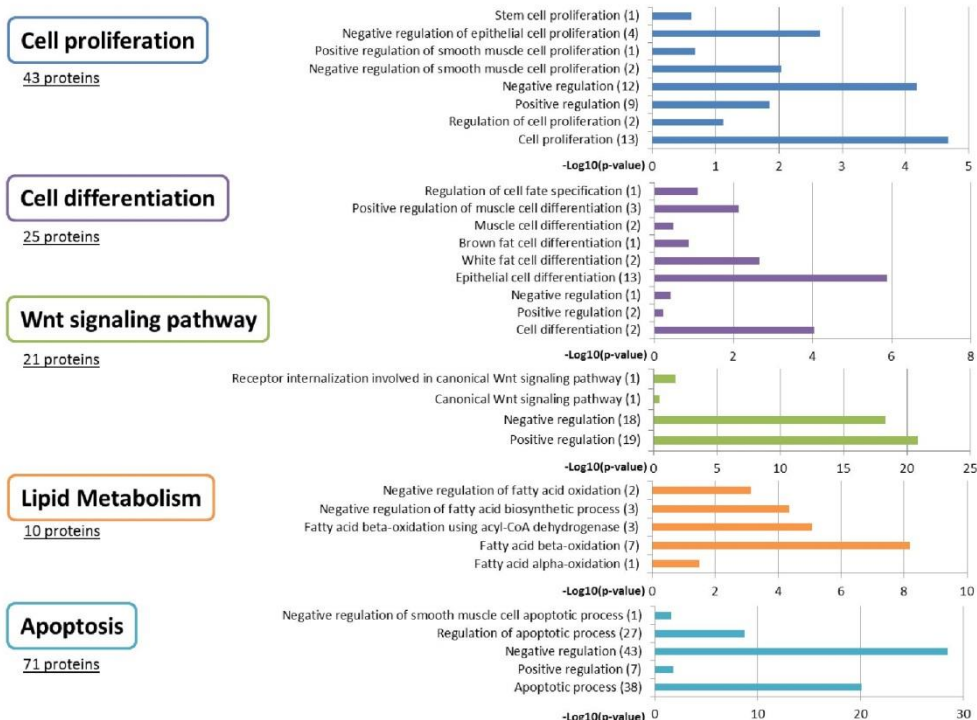 Cell proliferation
43 proteins
Stem cell proliferation (1)
Negative regulation of epithelial cell proliferation (4)
Positive regulation of smooth muscle cell proliferation (1)
Negative regulation of smooth muscle cell proliferation (2)
Negative regulation (12)
Positive regulation (9)
Regulation of cell proliferation (2)
Cell proliferation (13)
-Log10(p-value) 0 1 2 3 4 5
Cell differentiation
25 proteins
Regulation of cell fate specification (1)
Positive regulation of muscle cell differentiation (3)
Muscle cell differentiation (2)
Brown fat cell differentiation (1)
White fat cell differentiation (2)
Epithelial cell differentiation (13)
Negative regulation (1)
Positive regulation (2)
Cell differentiation (2)
-Log10(p-value) 0 2 4 6 8
Wnt signaling pathway
21 proteins
Receptor internalization involved in canonical Wnt signaling pathway (1)
Canonical Wnt signaling pathway (1)
Negative regulation (18)
Positive regulation (19)
-Log10(p-value) 0 5 10 15 20 25
Lipid Metabolism
10 proteins
Negative regulation of fatty acid oxidation (2)
Negative regulation of fatty acid biosynthetic process (3)
Fatty acid beta-oxidation using acyl-CoA dehydrogenase (3)
Fatty acid beta-oxidation (7)
Fatty acid alpha-oxidation (1)
-Log10(p-value) 0 2 4 6 8 10
Apoptosis
71 proteins
Negative regulation of smooth muscle cell apoptotic process (1)
Regulation of apoptotic process (27)
Negative regulation (43)
Positive regulation (7)
Apoptotic process (38)
-Log10(p-value) 0 10 20 30